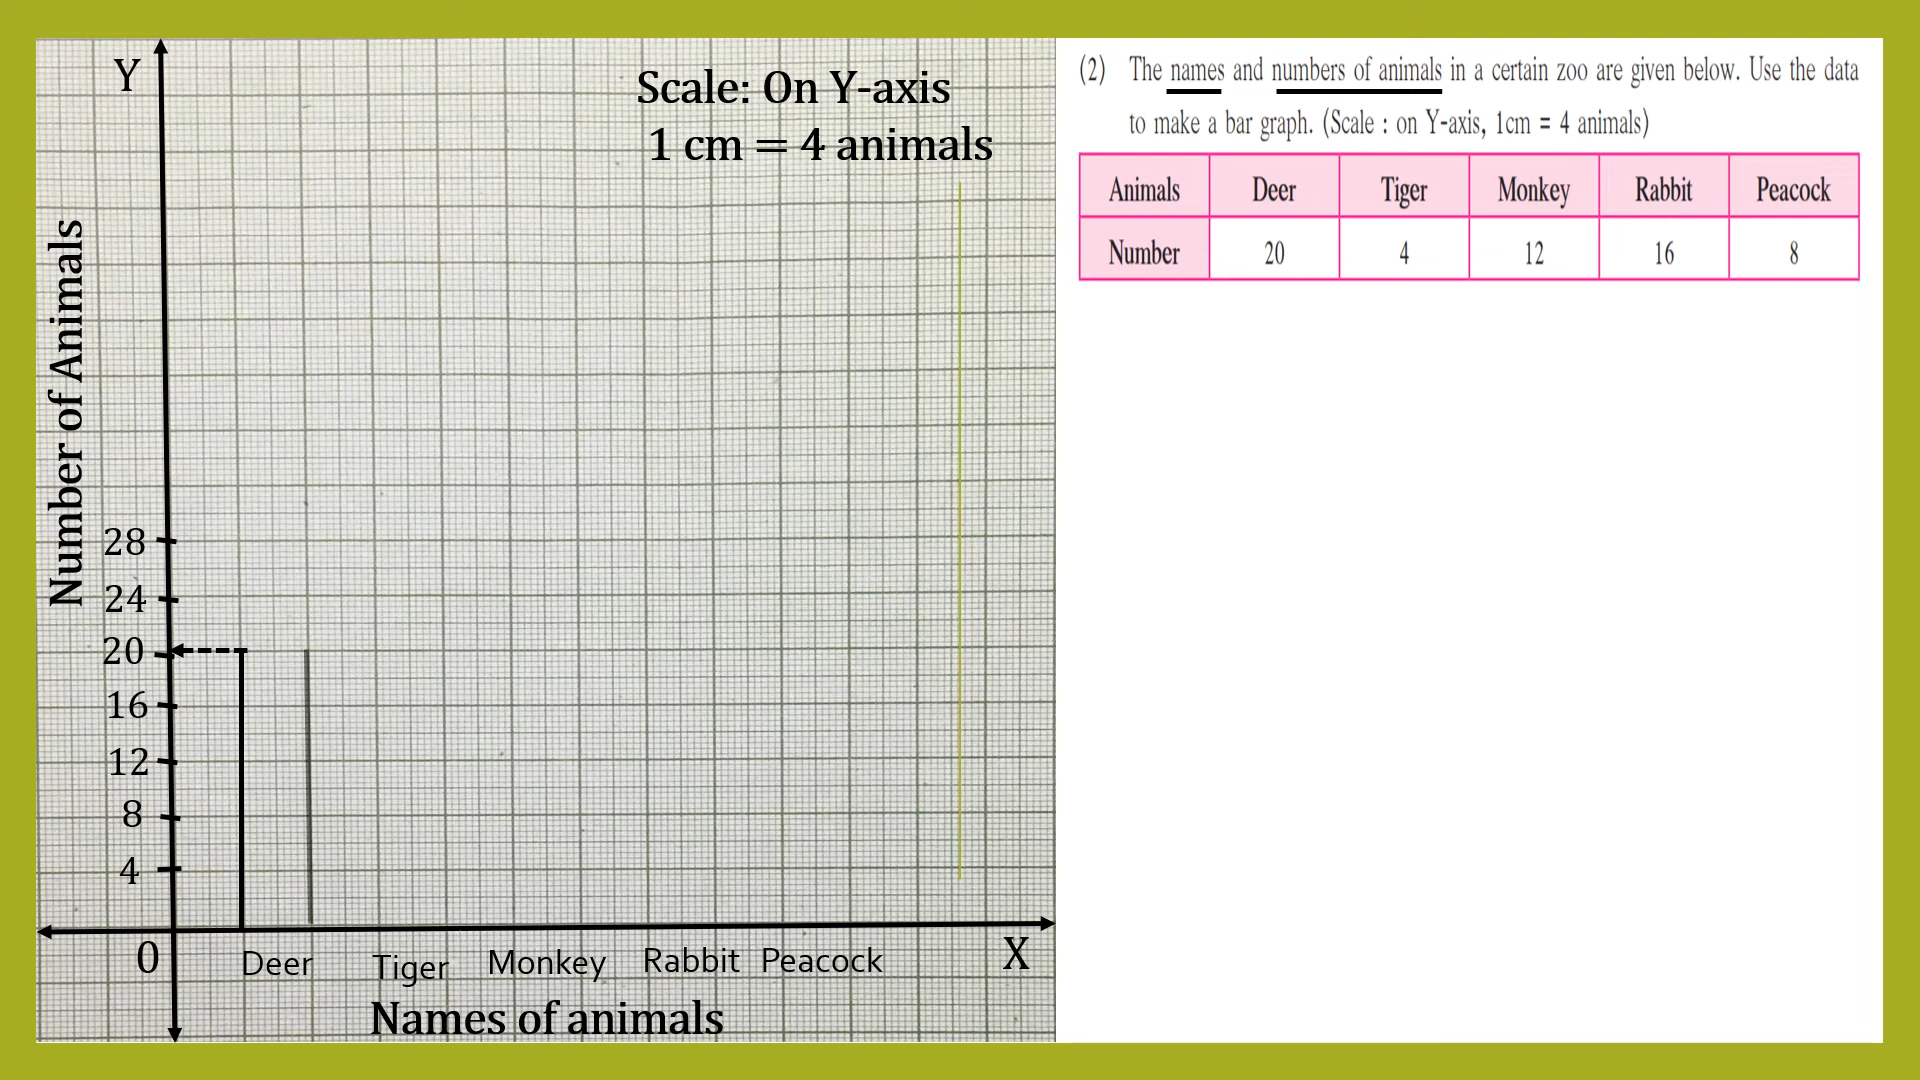 Y
Scale: On Y-axis
1 cm = 4 animals
Number of Animals
28
24
20
16
12
8
4
0
Deer Tiger Monkey Rabbit Peacock
X
Names of animals
(2) The names and numbers of animals in a certain zoo are given below. Use the data
to make a bar graph. (Scale : on Y-axis, 1cm = 4 animals)
Animals Deer Tiger Monkey Rabbit Peacock
Number 20 4 12 16 8